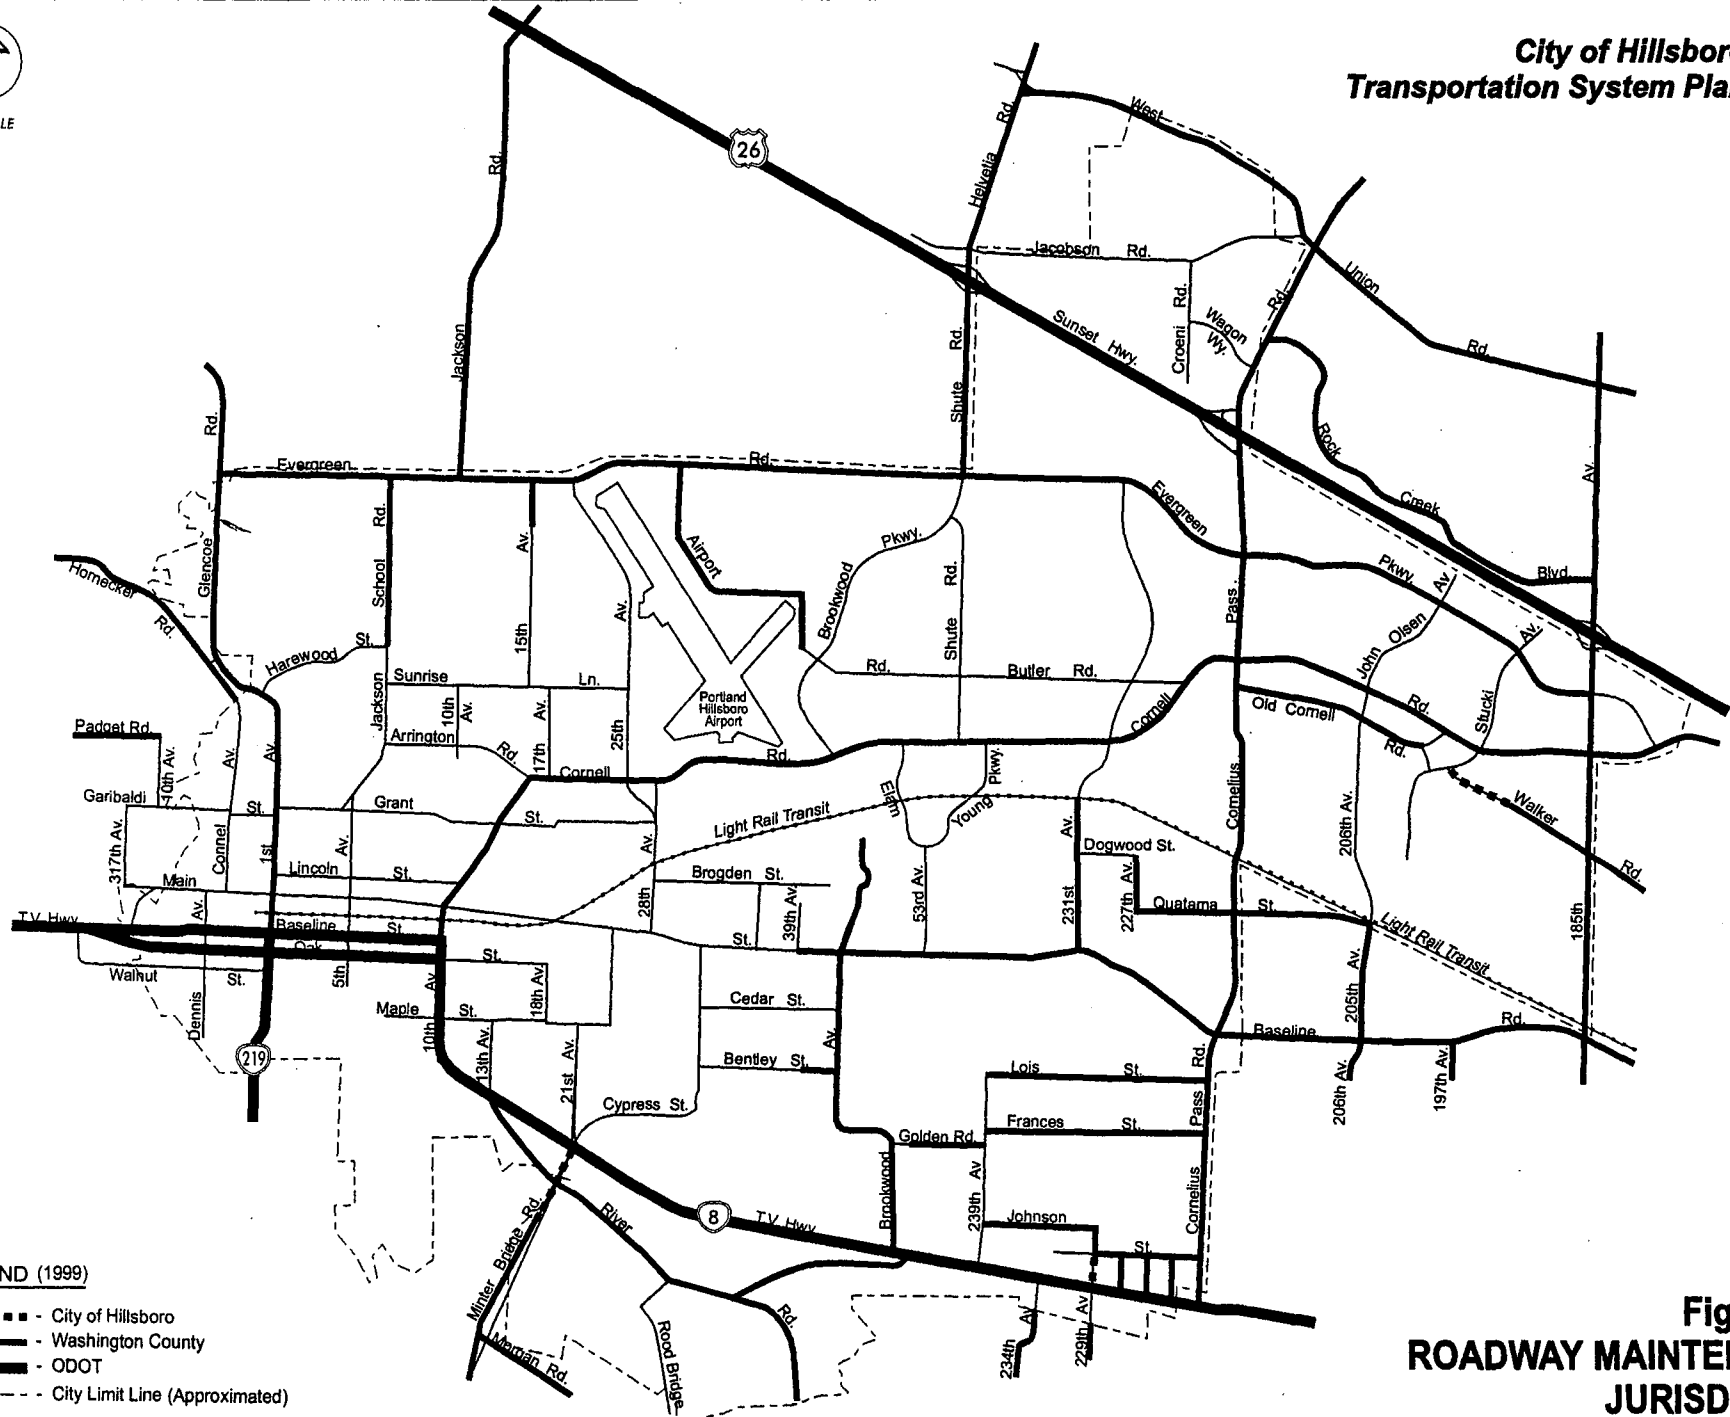 City of Hillsbor
Transportation System Pla
LE
26
West
Rd.
Helvetia
Rd.
Jackson
Jacobson Rd.
Union
Rd.
Rd.
Croeni Rd.
Wagon
Wy.
Sunset Hwy.
Shute Rd.
Rd.
Rock
Creek
Blvd.
Av.
Evergreen
Rd.
Evergreen
Pkwy.
Glencoe
School Rd.
Av.
15th
Av.
Airport
Brookwood
Pkwy.
Shute Rd.
Pass
John Olsen Av.
Av.
Stucki
Hornecker
Rd.
Harewood St.
Sunrise Ln.
Rd.
Butler Rd.
Portland
Hillsboro
Airport
Jackson
10th
Av.
Av.
17th
25th
Arrington
Rd.
Cornell
Rd.
Cornell
Rd.
Old Cornell
Rd.
Padget Rd.
10th Av.
Av.
Av.
Garibaldi
St.
Grant
St.
Light Rail Transit
Elam
Young
Pkwy.
Cornelius
206th Av.
Walker
Rd.
317th Av.
Connel
1st
Av.
Av.
Av.
Dogwood St.
Main
Lincoln St.
Brogden St.
28th
39th Av.
53rd Av.
231st
227th Av.
Quatama St.
Light Rail Transit
185th
T.V. Hwy.
Av.
Baseline St.
Oak
St.
St.
Walnut St.
Dennis
5th
Av.
18th Av.
Cedar St.
205th Av.
Maple St.
10th
13th Av.
21st Av.
Av.
Baseline
Rd.
219
Bentley St.
Lois St.
Rd.
206th Av.
197th Av.
Cypress St.
Frances St.
Pass
Golden Rd.
Brookwood
239th Av
Cornelius
Minter Bridge Rd.
River
8
T.V. Hwy.
Johnson
St.
Rd.
Rood Bridge
Morgan Rd.
234th Av
229th Av
ND (1999)
- City of Hillsboro
- Washington County
- ODOT
- City Limit Line (Approximated)
Fig
ROADWAY MAINTE
JURISD